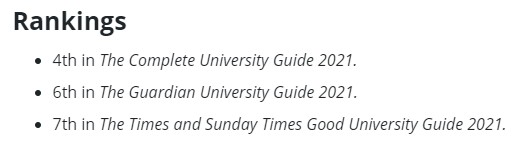 Rankings
4th in The Complete University Guide 2021.
6th in The Guardian University Guide 2021.
7th in The Times and Sunday Times Good University Guide 2021.